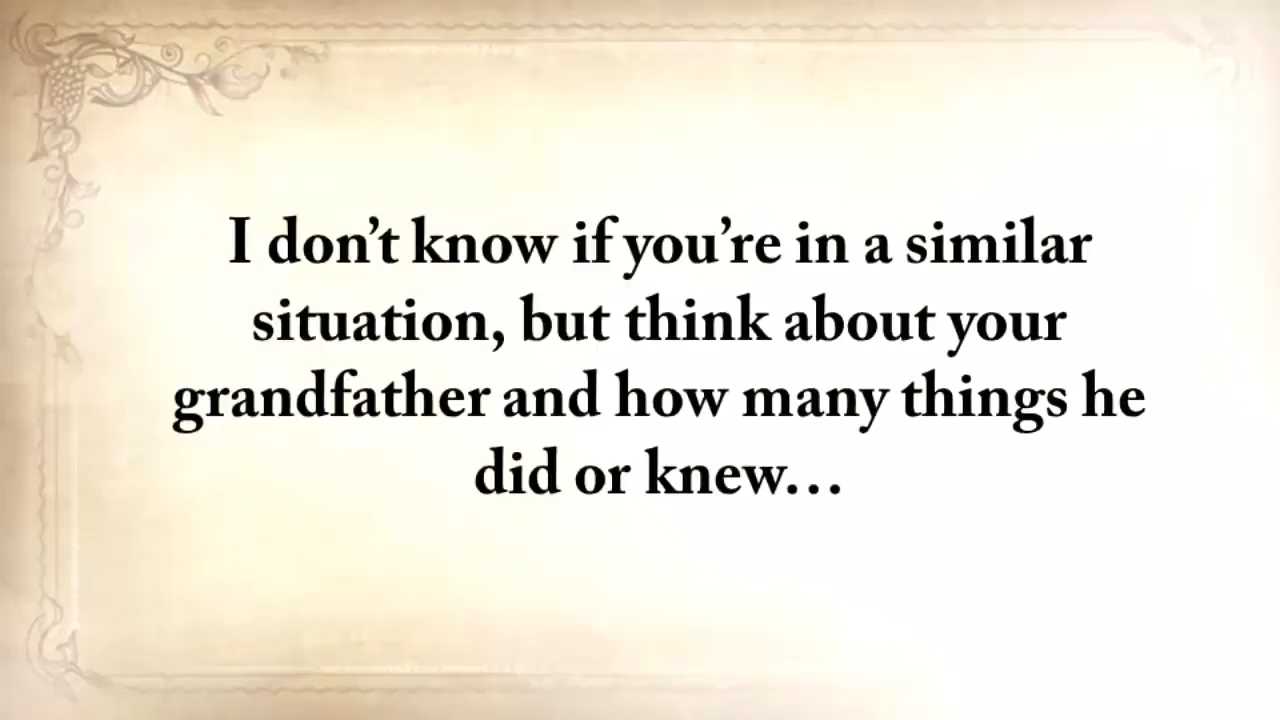 I don’t know if you’re in a similar
situation, but think about your
grandfather and how many things he
did or knew…